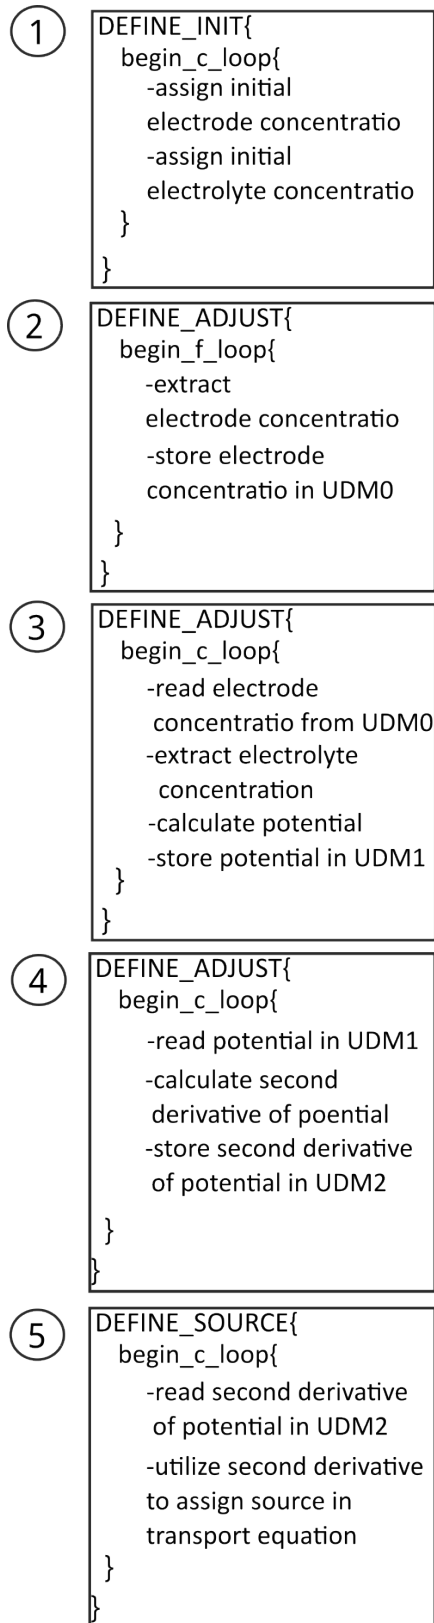 1
DEFINE_INIT{
begin_c_loop{
-assign initial
electrode concentratio
-assign initial
electrolyte concentratio
}
}
2
DEFINE_ADJUST{
begin_f_loop{
-extract
electrode concentratio
-store electrode
concentratio in UDM0
}
}
3
DEFINE_ADJUST{
begin_c_loop{
-read electrode
concentratio from UDM0
-extract electrolyte
concentration
-calculate potential
-store potential in UDM1
}
}
4
DEFINE_ADJUST{
begin_c_loop{
-read potential in UDM1
-calculate second
derivative of poential
-store second derivative
of potential in UDM2
}
}
5
DEFINE_SOURCE{
begin_c_loop{
-read second derivative
of potential in UDM2
-utilize second derivative
to assign source in
transport equation
}
}